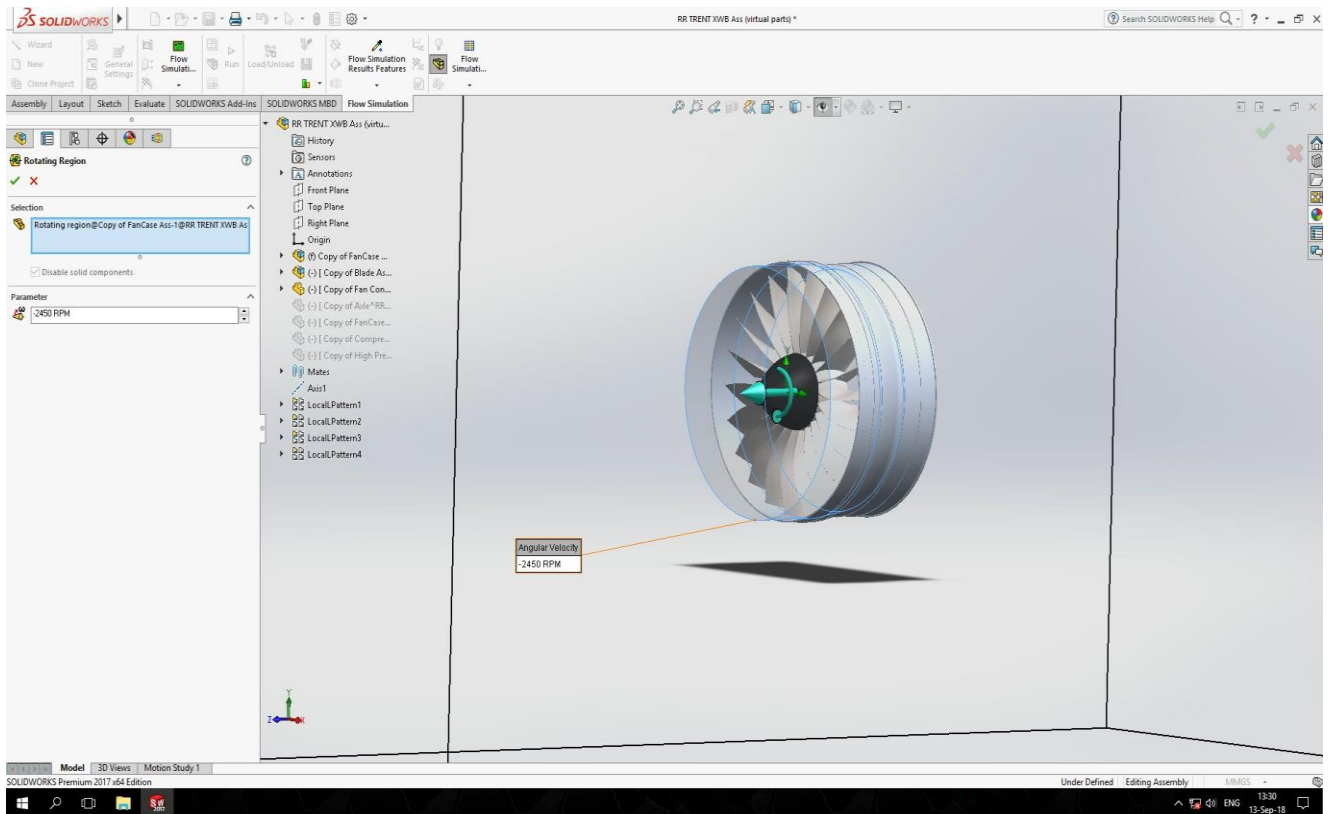 SOLIDWORKS
RR TRENT XWB Ass (virtual parts) *
Search SOLIDWORKS Help
Wizard
New
Clone Project
General Settings
Flow Simulati...
Run
Load/Unload
Flow Simulation Results Features
Flow Simulati...
Assembly Layout Sketch Evaluate SOLIDWORKS Add-Ins SOLIDWORKS MBD Flow Simulation
Rotating Region
Selection
Rotating region@Copy of FanCase Ass-1@RR TRENT XWB As
Disable solid components
Parameter
-2450 RPM
RR TRENT XWB Ass (virtu...
History
Sensors
Annotations
Front Plane
Top Plane
Right Plane
Origin
(f) Copy of FanCase ...
(-) [ Copy of Blade As...
(-) [ Copy of Fan Con...
(-) [ Copy of Axle^RR...
(-) [ Copy of FanCase...
(-) [ Copy of Compre...
(-) [ Copy of High Pre...
Mates
Axis1
LocalLPattern1
LocalLPattern2
LocalLPattern3
LocalLPattern4
Angular Velocity
-2450 RPM
Y
Z
X
Model 3D Views Motion Study 1
SOLIDWORKS Premium 2017 x64 Edition
Under Defined Editing Assembly MMGS
SW
2017
ENG
13:30
13-Sep-18